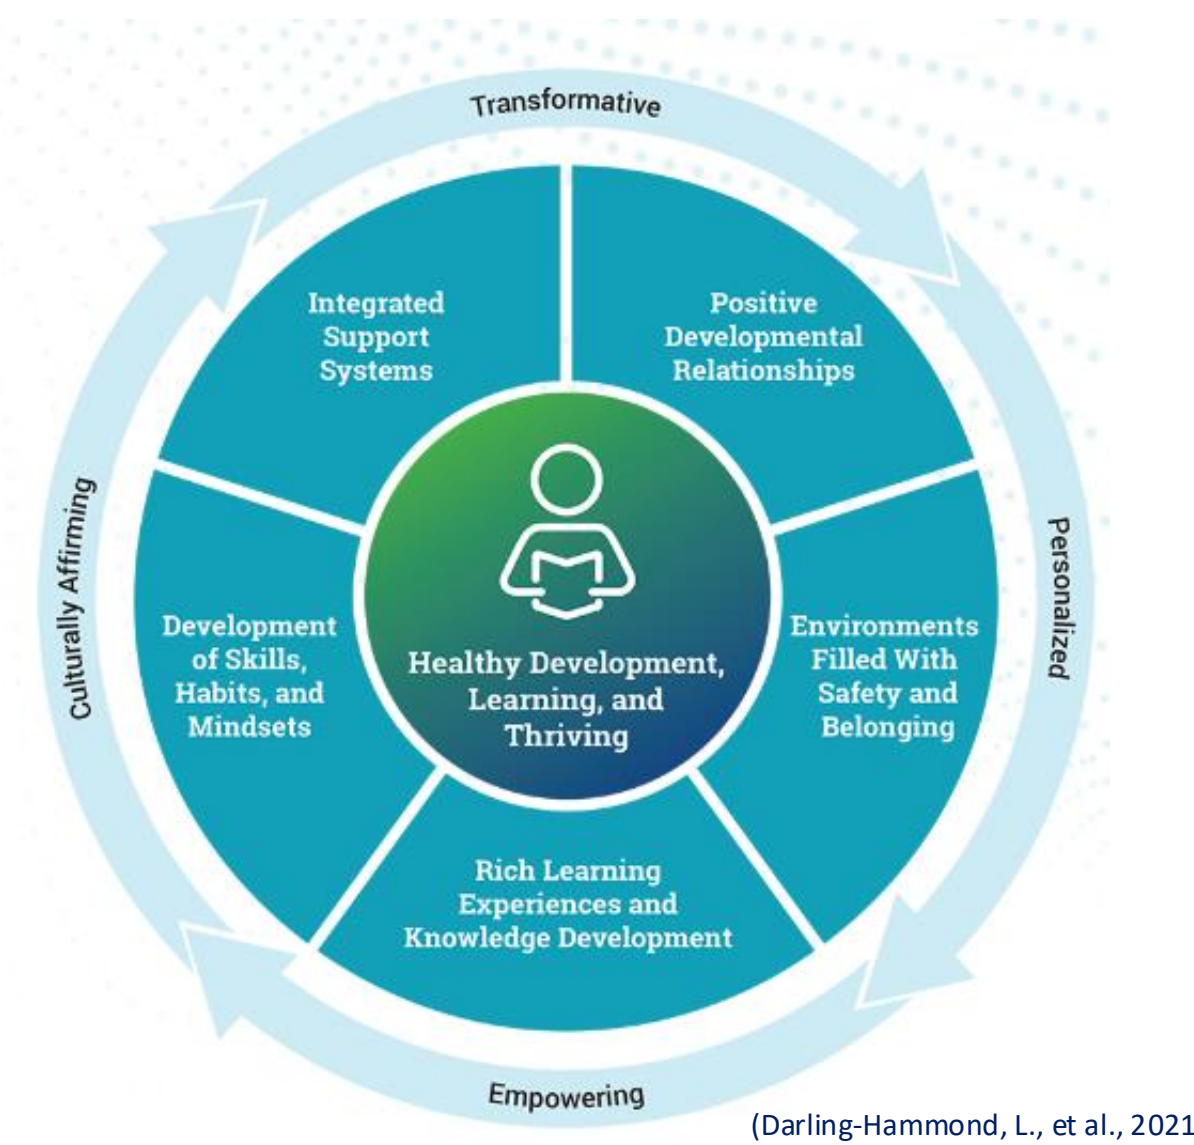 Transformative
Integrated
Support
Systems
Positive
Developmental
Relationships
Culturally Affirming
Personalized
Development
of Skills,
Habits, and
Mindsets
Healthy Development,
Learning, and
Thriving
Environments
Filled With
Safety and
Belonging
Rich Learning
Experiences and
Knowledge Development
Empowering
(Darling-Hammond, L., et al., 2021